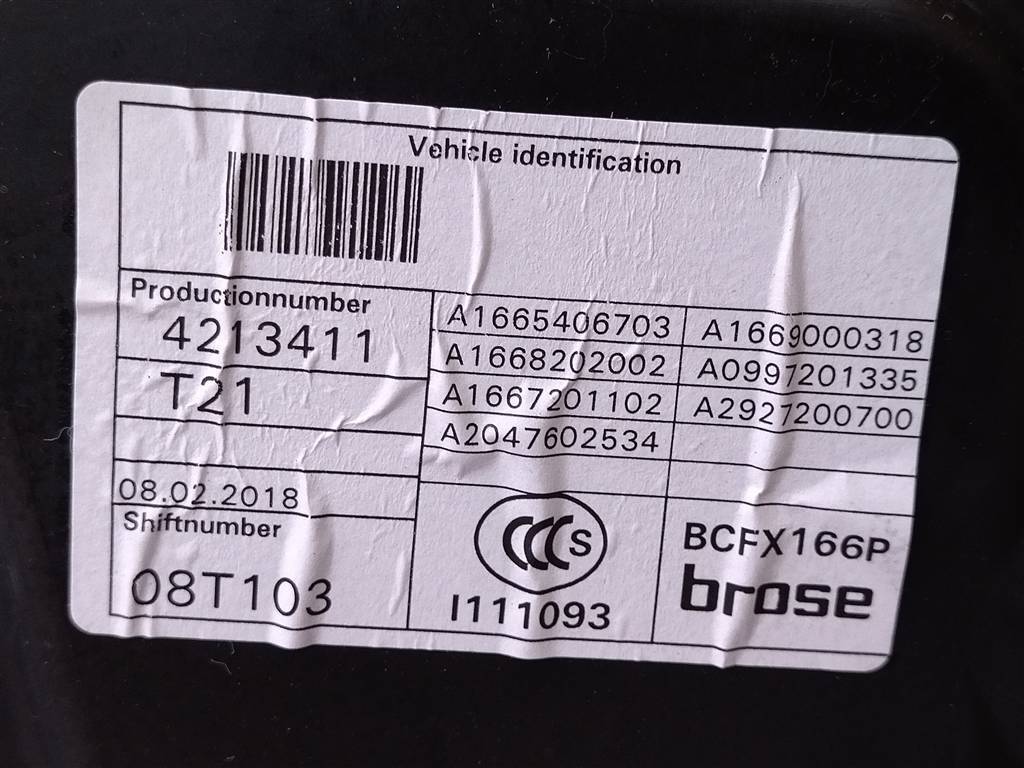 Vehicle identification
Productionnumber
4213411
T21
08.02.2018
Shiftnumber
08T103
A1665406703 A1669000318
A1668202002 A0997201335
A1667201102 A2927200700
A2047602534
CCC S
I111093
BCFX166P
brose